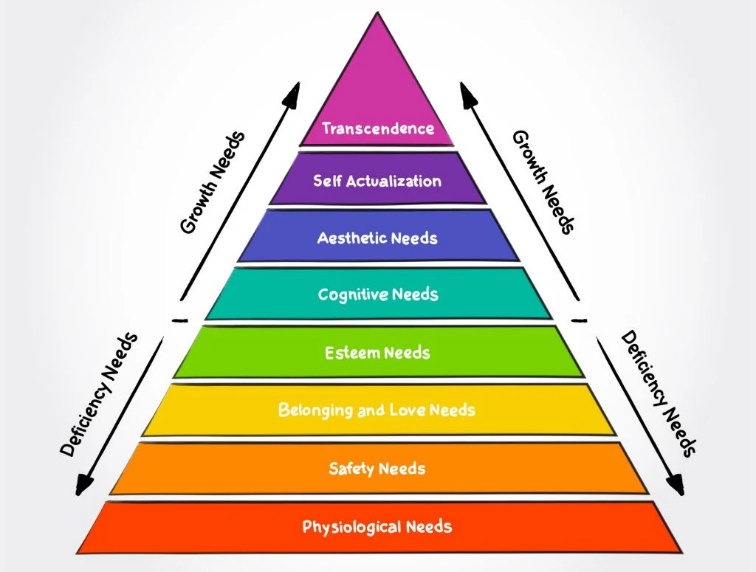 Transcendence
Self Actualization
Aesthetic Needs
Cognitive Needs
Esteem Needs
Belonging and Love Needs
Safety Needs
Physiological Needs
Growth Needs
Growth Needs
Deficiency Needs
Deficiency Needs